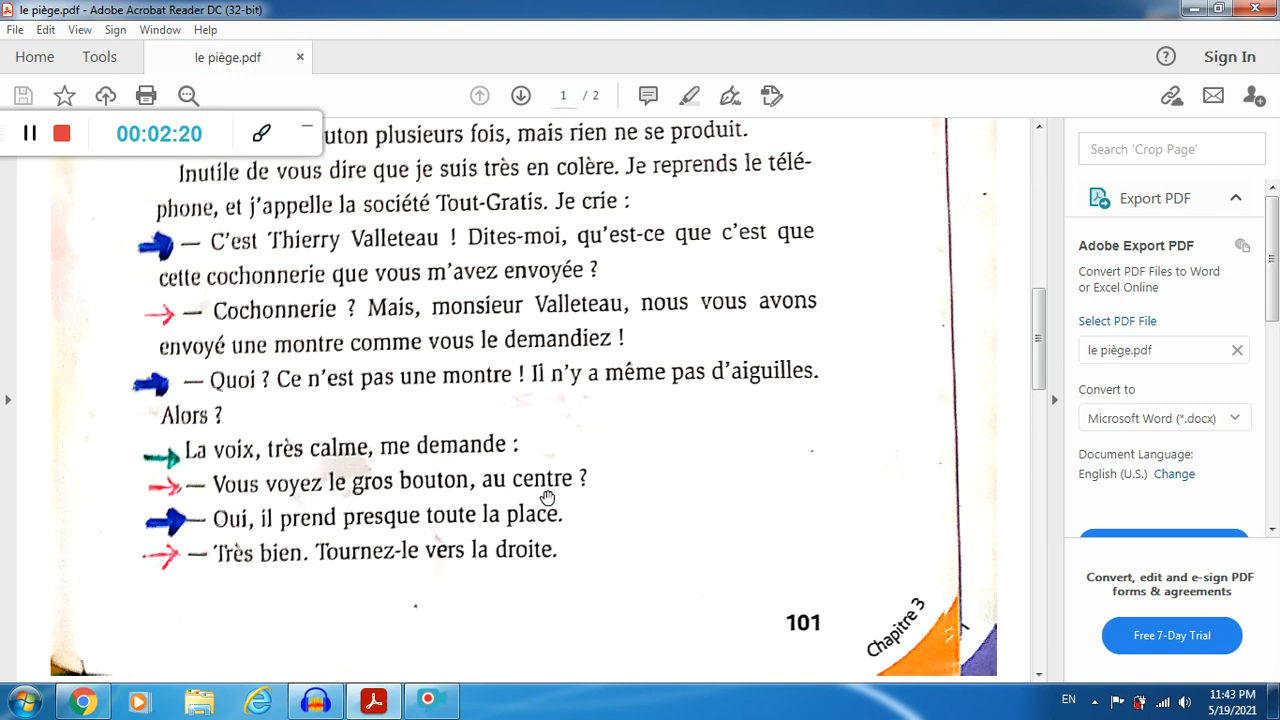 le piège.pdf - Adobe Acrobat Reader DC (32-bit)
File Edit View Sign Window Help
Home Tools le piège.pdf × Sign In
1 / 2
00:02:20
uton plusieurs fois, mais rien ne se produit.
Inutile de vous dire que je suis très en colère. Je reprends le télé-
phone, et j'appelle la société Tout-Gratis. Je crie :
— C'est Thierry Valleteau ! Dites-moi, qu'est-ce que c'est que
cette cochonnerie que vous m'avez envoyée ?
— Cochonnerie ? Mais, monsieur Valleteau, nous vous avons
envoyé une montre comme vous le demandiez !
— Quoi ? Ce n'est pas une montre ! Il n'y a même pas d'aiguilles.
Alors ?
La voix, très calme, me demande :
— Vous voyez le gros bouton, au centre ?
— Oui, il prend presque toute la place.
— Très bien. Tournez-le vers la droite.
101
Chapitre 3
Search 'Crop Page'
Export PDF
Adobe Export PDF
Convert PDF Files to Word
or Excel Online
Select PDF File
le piège.pdf
Convert to
Microsoft Word (*.docx)
Document Language:
English (U.S.) Change
Convert, edit and e-sign PDF
forms & agreements
Free 7-Day Trial
EN
11:43 PM
5/19/2021